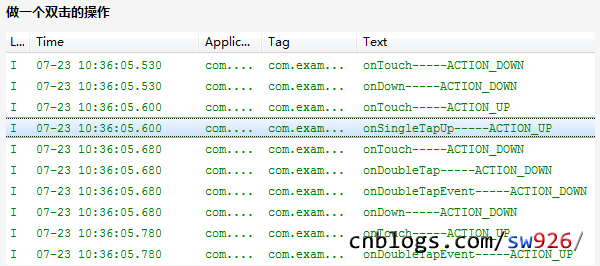 做一个双击的操作
L... Time Applic... Tag Text
I 07-23 10:36:05.530 com.... com.exam... onTouch-----ACTION_DOWN
I 07-23 10:36:05.530 com.... com.exam... onDown-----ACTION_DOWN
I 07-23 10:36:05.600 com.... com.exam... onTouch-----ACTION_UP
I 07-23 10:36:05.600 com.... com.exam... onSingleTapUp-----ACTION_UP
I 07-23 10:36:05.680 com.... com.exam... onTouch-----ACTION_DOWN
I 07-23 10:36:05.680 com.... com.exam... onDoubleTap-----ACTION_DOWN
I 07-23 10:36:05.680 com.... com.exam... onDoubleTapEvent-----ACTION_DOWN
I 07-23 10:36:05.680 com.... com.exam... onDown-----ACTION_DOWN
I 07-23 10:36:05.780 com.... com.exam... onTouch-----ACTION_UP
I 07-23 10:36:05.780 com.... com.exam... onDoubleTapEvent-----ACTION_UP
cnblogs.com/sw926/